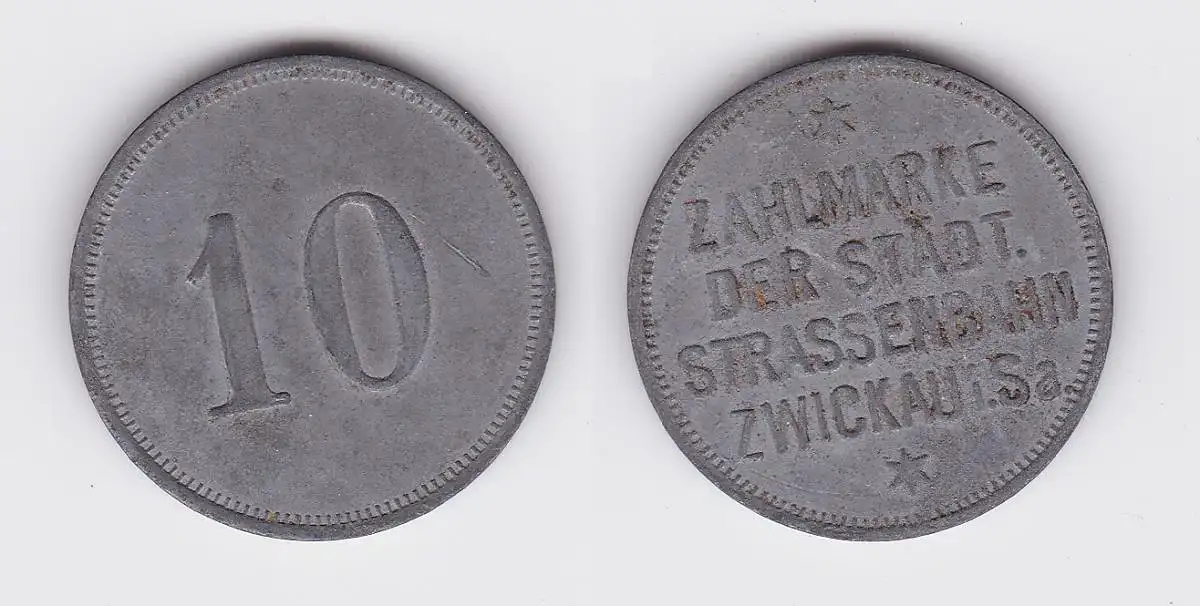 10
ZAHLMARKE
DER STÄDT.
STRASSENBAHN
ZWICKAU i. Sa